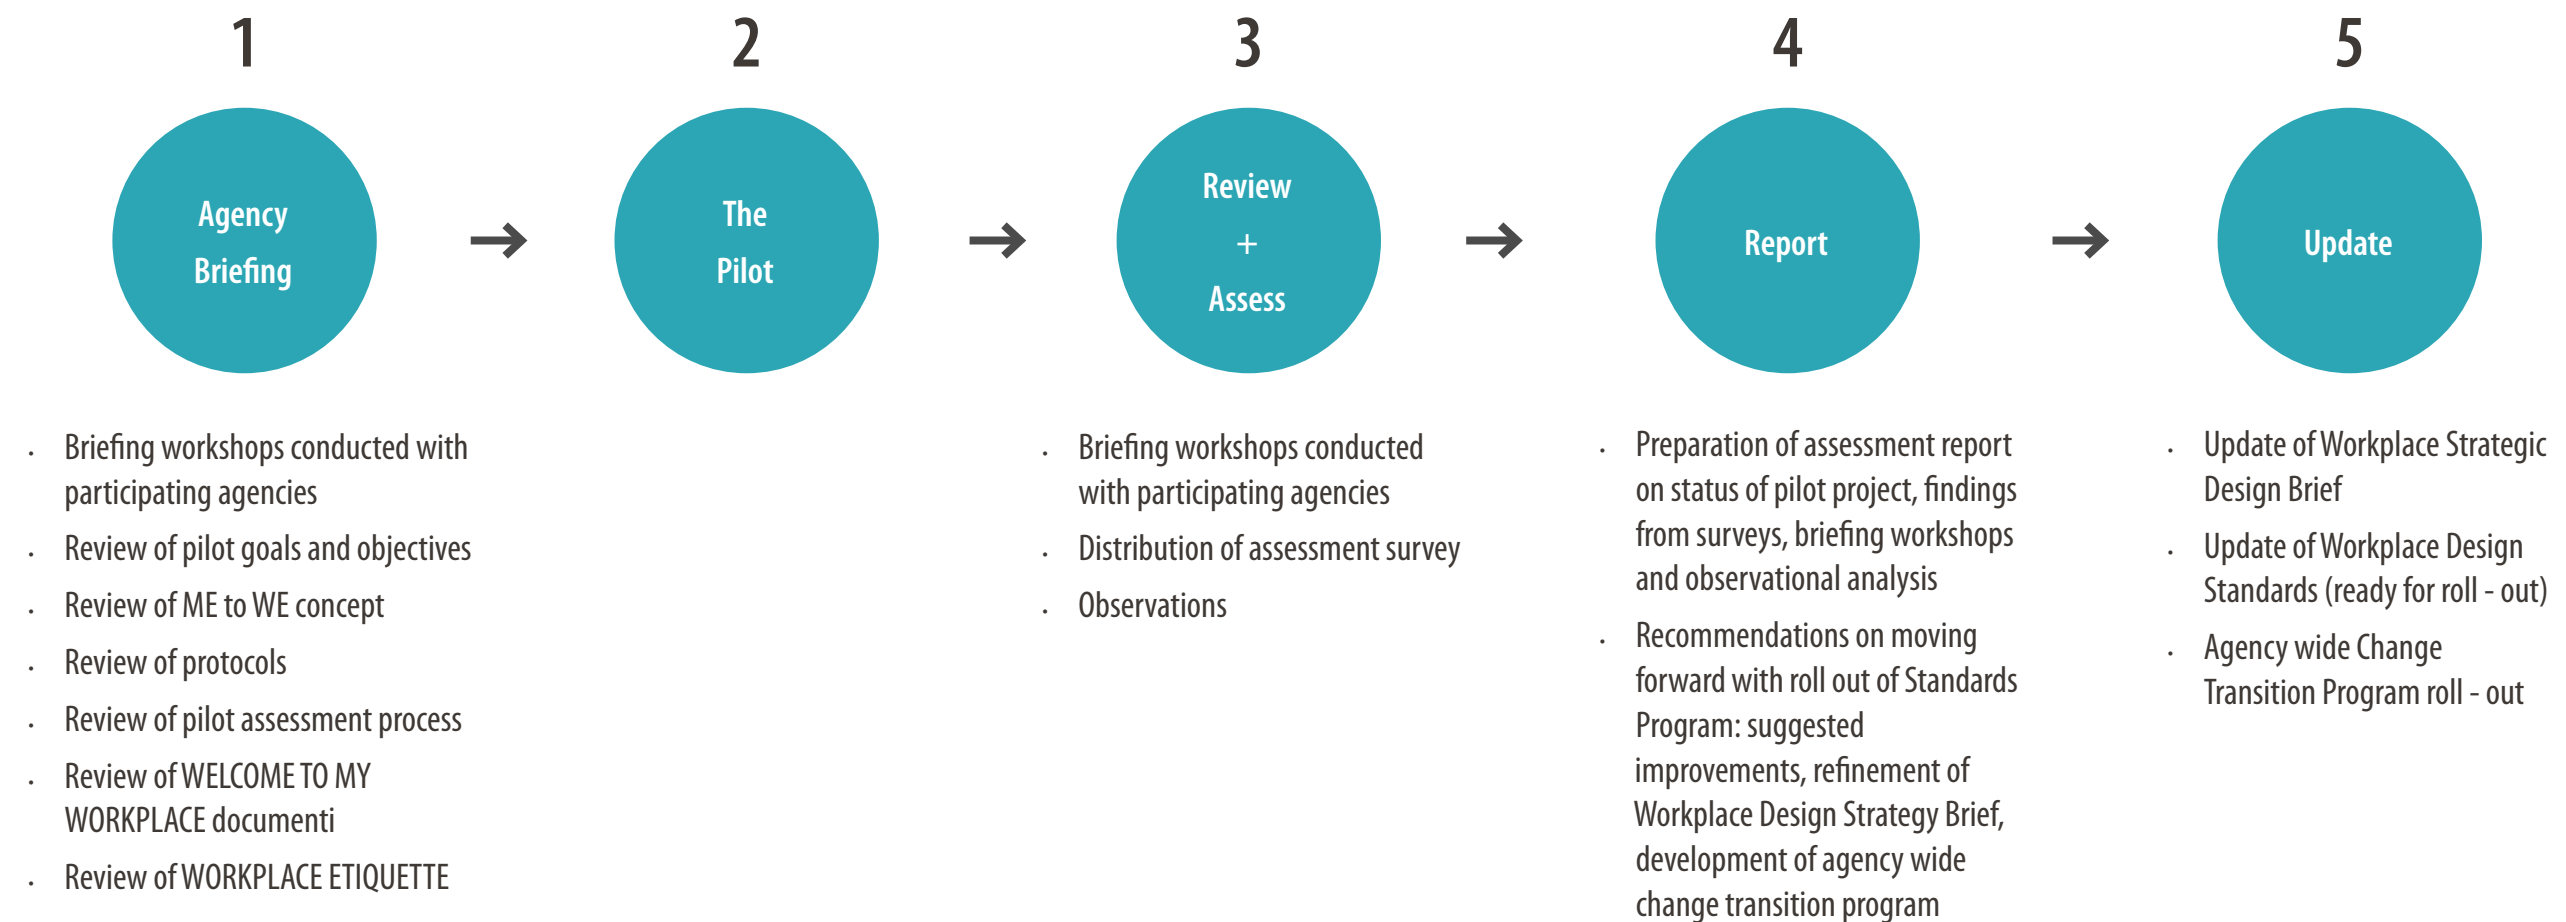 1
Agency
Briefing
• Briefing workshops conducted with
participating agencies
• Review of pilot goals and objectives
• Review of ME to WE concept
• Review of protocols
• Review of pilot assessment process
• Review of WELCOME TO MY
WORKPLACE documenti
• Review of WORKPLACE ETIQUETTE
→
2
The
Pilot
→
3
Review
+
Assess
• Briefing workshops conducted
with participating agencies
• Distribution of assessment survey
• Observations
→
4
Report
• Preparation of assessment report
on status of pilot project, findings
from surveys, briefing workshops
and observational analysis
• Recommendations on moving
forward with roll out of Standards
Program: suggested
improvements, refinement of
Workplace Design Strategy Brief,
development of agency wide
change transition program
→
5
Update
• Update of Workplace Strategic
Design Brief
• Update of Workplace Design
Standards (ready for roll - out)
• Agency wide Change
Transition Program roll - out